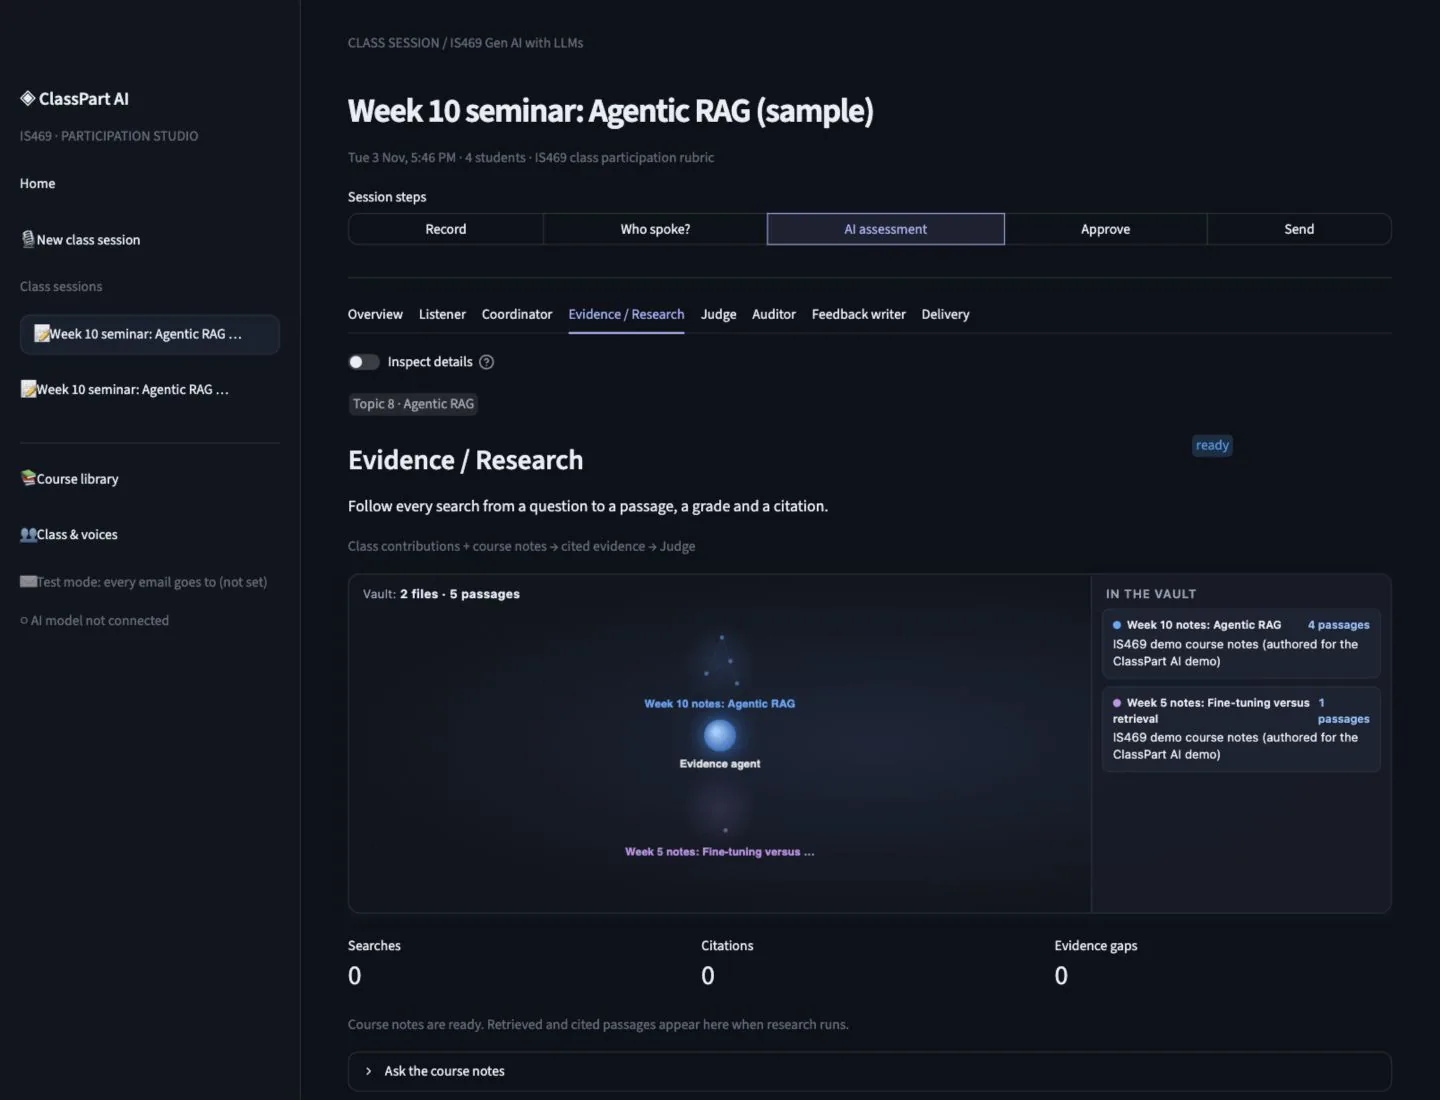 ◈ ClassPart AI
IS469 · PARTICIPATION STUDIO
Home
New class session
Class sessions
Week 10 seminar: Agentic RAG …
Week 10 seminar: Agentic RAG …
Course library
Class & voices
Test mode: every email goes to (not set)
○ AI model not connected
CLASS SESSION / IS469 Gen AI with LLMs
Week 10 seminar: Agentic RAG (sample)
Tue 3 Nov, 5:46 PM · 4 students · IS469 class participation rubric
Session steps
Record
Who spoke?
AI assessment
Approve
Send
Overview
Listener
Coordinator
Evidence / Research
Judge
Auditor
Feedback writer
Delivery
Inspect details
Topic 8 · Agentic RAG
Evidence / Research
ready
Follow every search from a question to a passage, a grade and a citation.
Class contributions + course notes → cited evidence → Judge
Vault: 2 files · 5 passages
Week 10 notes: Agentic RAG
Evidence agent
Week 5 notes: Fine-tuning versus ...
IN THE VAULT
Week 10 notes: Agentic RAG 4 passages
IS469 demo course notes (authored for the
ClassPart AI demo)
Week 5 notes: Fine-tuning versus 1
retrieval passages
IS469 demo course notes (authored for the
ClassPart AI demo)
Searches
0
Citations
0
Evidence gaps
0
Course notes are ready. Retrieved and cited passages appear here when research runs.
Ask the course notes